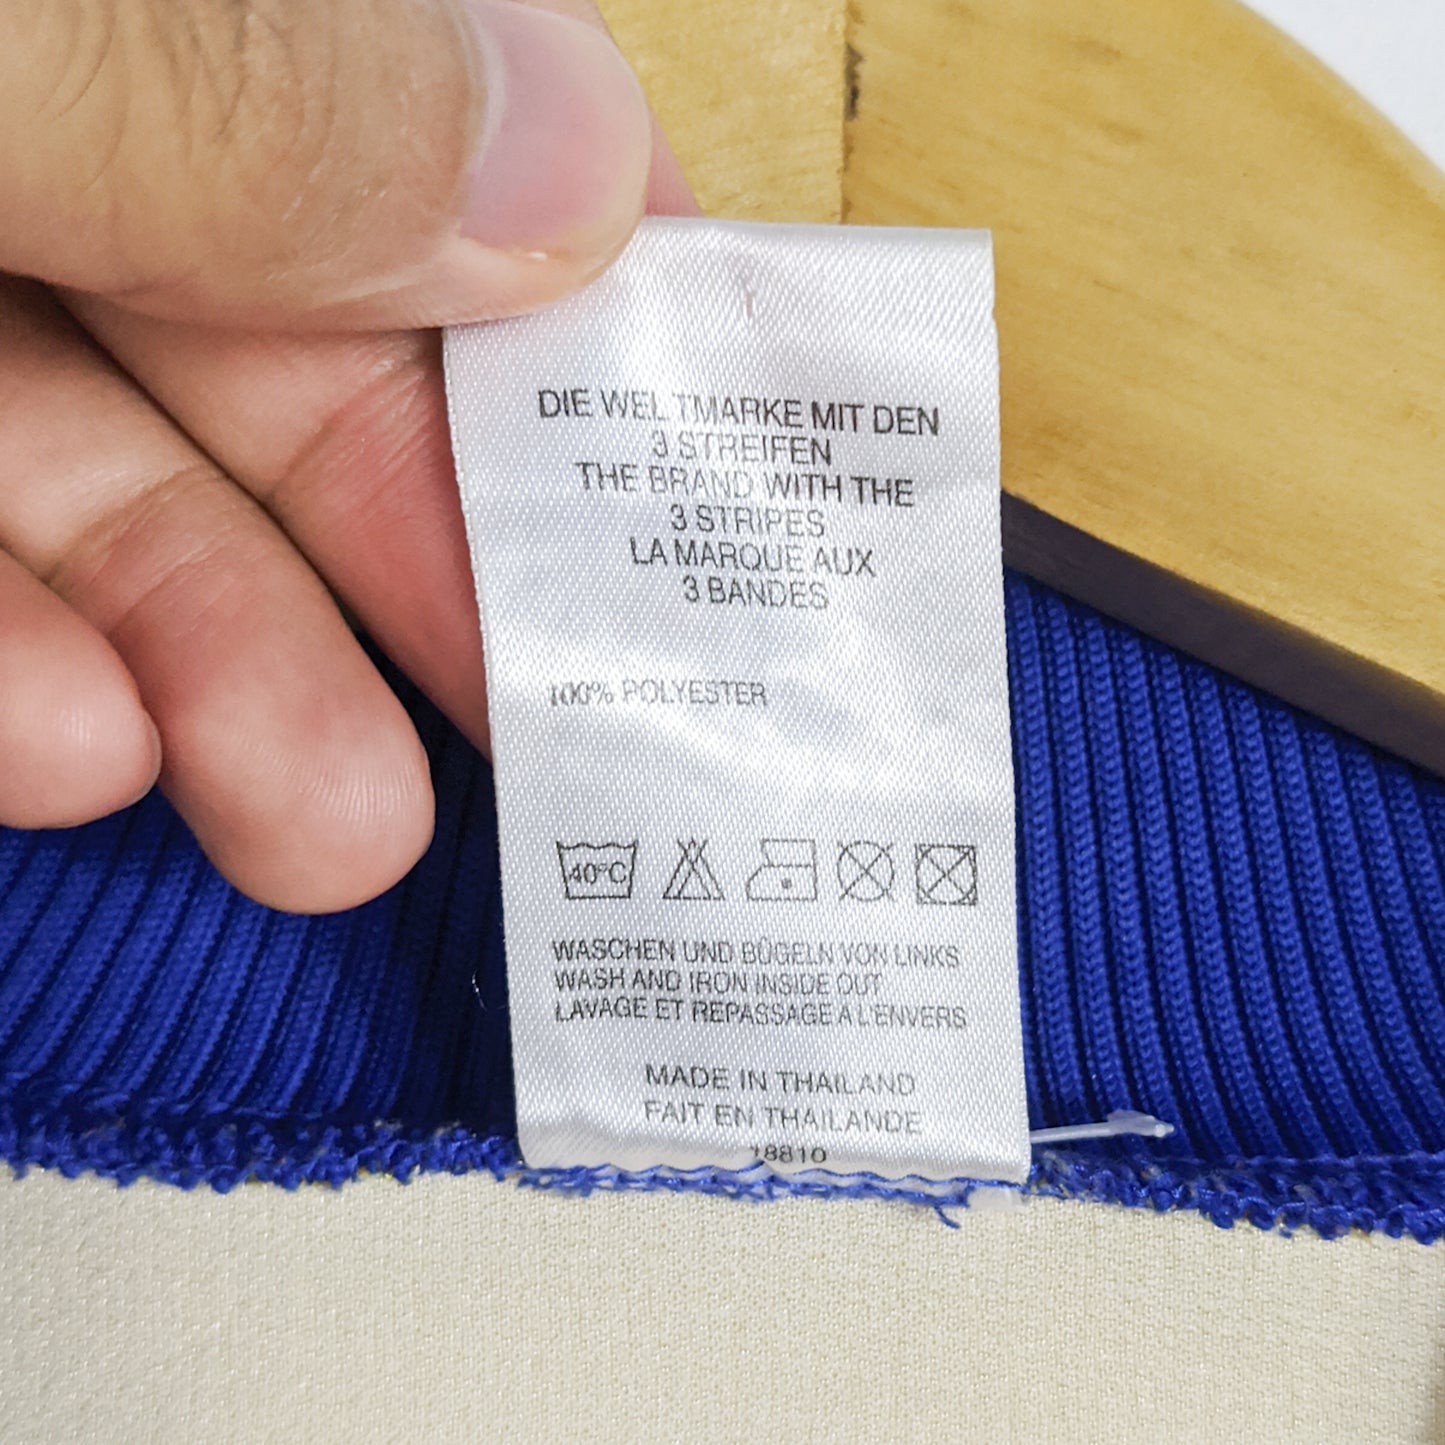 DIE WELTMARKE MIT DEN
3 STREIFEN
THE BRAND WITH THE
3 STRIPES
LA MARQUE AUX
3 BANDES
100% POLYESTER
40°C
WASCHEN UND BÜGELN VON LINKS
WASH AND IRON INSIDE OUT
LAVAGE ET REPASSAGE A L'ENVERS
MADE IN THAILAND
FAIT EN THAILANDE
18810